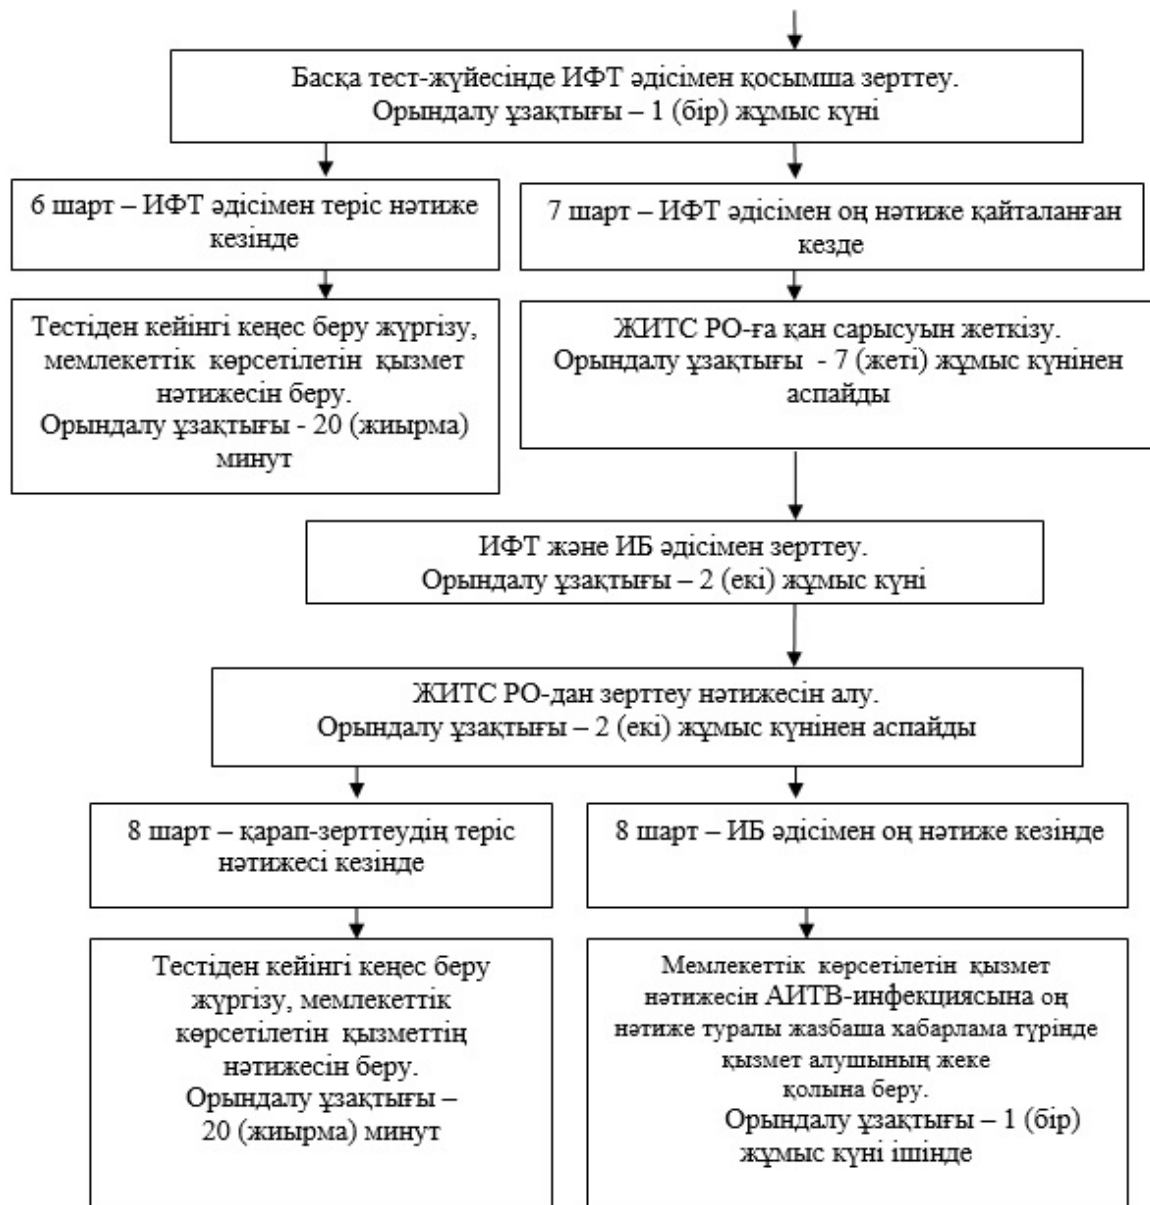 Басқа тест-жүйесінде ИФТ әдісімен қосымша зерттеу.
Орындалу ұзақтығы – 1 (бір) жұмыс күні
6 шарт – ИФТ әдісімен теріс нәтиже
кезінде
7 шарт – ИФТ әдісімен оң нәтиже қайталанған
кезде
Тестіден кейінгі кеңес беру жүргізу,
мемлекеттік көрсетілетін қызмет
нәтижесін беру.
Орындалу ұзақтығы - 20 (жиырма)
минут
ЖИТС РО-ға қан сарысуын жеткізу.
Орындалу ұзақтығы - 7 (жеті) жұмыс күнінен
аспайды
ИФТ және ИБ әдісімен зерттеу.
Орындалу ұзақтығы – 2 (екі) жұмыс күні
ЖИТС РО-дан зерттеу нәтижесін алу.
Орындалу ұзақтығы – 2 (екі) жұмыс күнінен аспайды
8 шарт – қарап-зерттеудің теріс
нәтижесі кезінде
8 шарт – ИБ әдісімен оң нәтиже кезінде
Тестіден кейінгі кеңес беру
жүргізу, мемлекеттік
көрсетілетін қызметтің
нәтижесін беру.
Орындалу ұзақтығы –
20 (жиырма) минут
Мемлекеттік көрсетілетін қызмет
нәтижесін АИТВ-инфекциясына оң
нәтиже туралы жазбаша хабарлама түрінде
қызмет алушының жеке
қолына беру.
Орындалу ұзақтығы – 1 (бір)
жұмыс күні ішінде